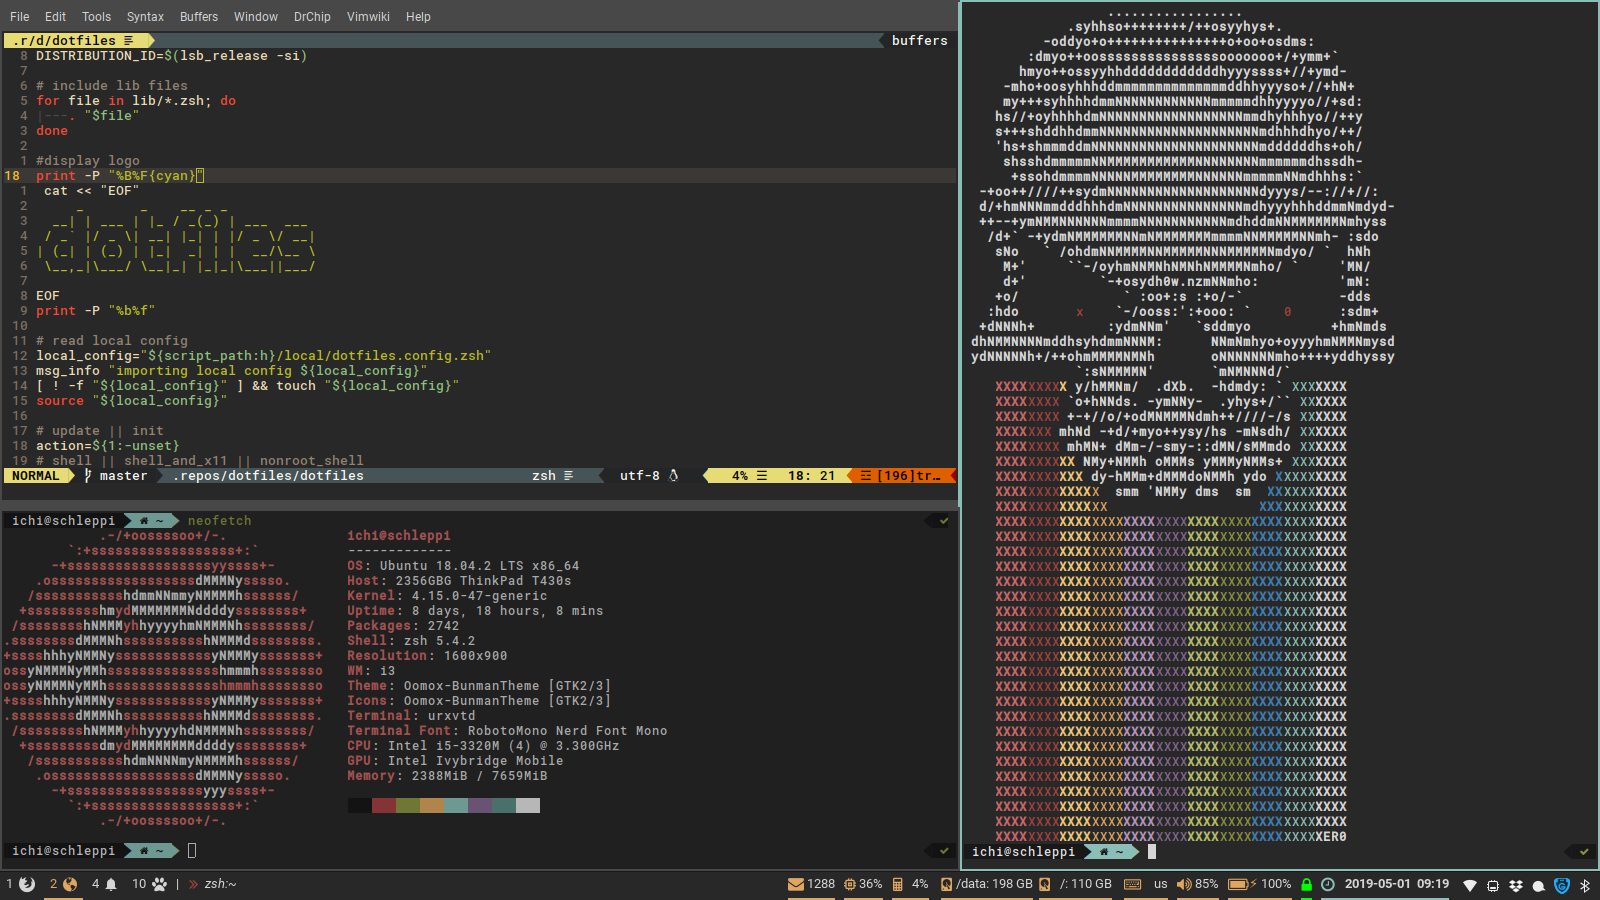 File Edit Tools Syntax Buffers Window DrChip Vimwiki Help
.r/d/dotfiles
buffers
8 DISTRIBUTION_ID=$(lsb_release -si)
7
6 # include lib files
5 for file in lib/*.zsh; do
4 |---. "$file"
3 done
2
1 #display logo
18 print -P "%B%F{cyan}"
1 cat << "EOF"
2
3
4
5
6
7
8 EOF
9 print -P "%b%f"
10
11 # read local config
12 local_config="${script_path:h}/local/dotfiles.config.zsh"
13 msg_info "importing local config ${local_config}"
14 [ ! -f "${local_config}" ] && touch "${local_config}"
15 source "${local_config}"
16
17 # update || init
18 action=${1:-unset}
19 # shell || shell_and_x11 || nonroot_shell
NORMAL master .repos/dotfiles/dotfiles zsh utf-8 4% 18: 21 [196]tr…
ichi@schleppi ~ neofetch
ichi@schleppi
-------------
OS: Ubuntu 18.04.2 LTS x86_64
Host: 2356GBG ThinkPad T430s
Kernel: 4.15.0-47-generic
Uptime: 8 days, 18 hours, 8 mins
Packages: 2742
Shell: zsh 5.4.2
Resolution: 1600x900
WM: i3
Theme: Oomox-BunmanTheme [GTK2/3]
Icons: Oomox-BunmanTheme [GTK2/3]
Terminal: urxvtd
Terminal Font: RobotoMono Nerd Font Mono
CPU: Intel i5-3320M (4) @ 3.300GHz
GPU: Intel Ivybridge Mobile
Memory: 2388MiB / 7659MiB
ichi@schleppi ~
ichi@schleppi ~
1 2 4 10 | » zsh:~ 1288 36% 4% /data: 198 GB /: 110 GB us 85% 100% 2019-05-01 09:19